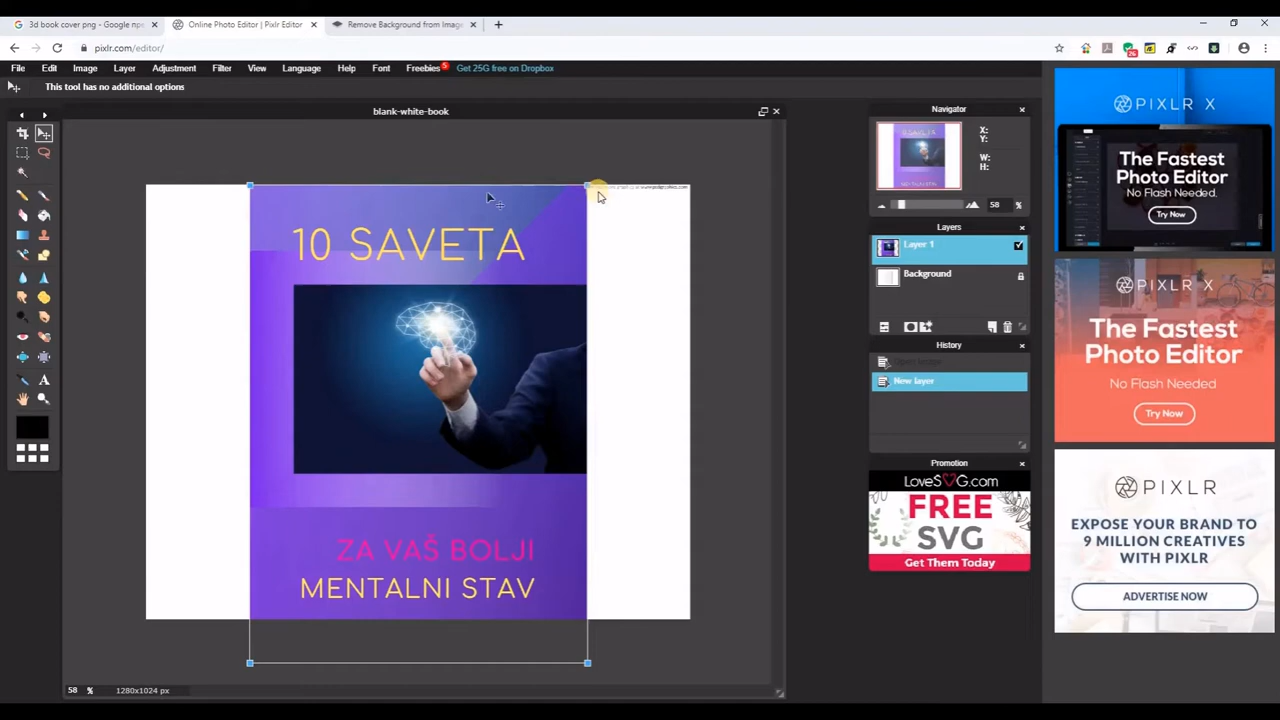 3d book cover png - Google
Online Photo Editor | Pixlr Editor
Remove Background from Image
pixlr.com/editor/
File Edit Image Layer Adjustment Filter View Language Help Font Freebies 5 Get 25G free on Dropbox
This tool has no additional options
blank-white-book
10 SAVETA
ZA VAŠ BOLJI
MENTALNI STAV
58 % 1280x1024 px
Navigator
X:
Y:
W:
H:
58 %
Layers
Layer 1
Background
History
New layer
Promotion
LoveSVG.com
FREE
SVG
Get Them Today
PIXLR X
The Fastest
Photo Editor
No Flash Needed
Try Now
PIXLR X
The Fastest
Photo Editor
No Flash Needed
Try Now
PIXLR
EXPOSE YOUR BRAND TO
9 MILLION CREATIVES
WITH PIXLR
ADVERTISE NOW